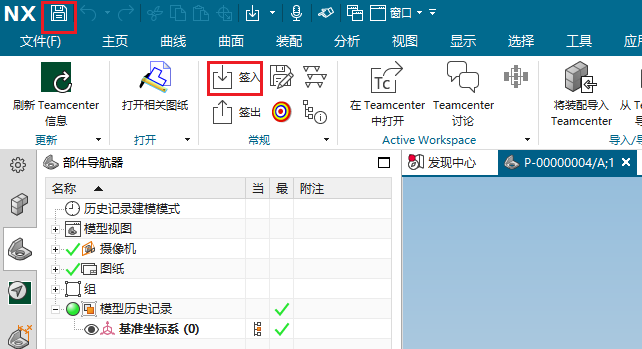 NX 窗口
文件(F) 主页 曲线 曲面 装配 分析 视图 显示 选择 工具 应
刷新 Teamcenter 信息
打开相关图纸
签入
签出
在 Teamcenter 中打开
Teamcenter 讨论
将装配导入 Teamcenter
从 T
更新 打开 常规 Active Workspace 导入/导
部件导航器
发现中心
P-00000004/A;1
名称 当 最 附注
历史记录建模模式
模型视图
摄像机
图纸
组
模型历史记录
基准坐标系 (0)